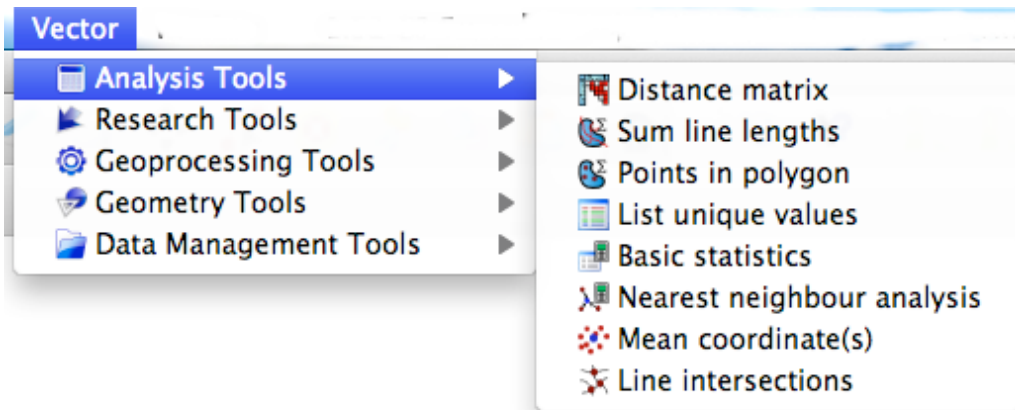 Vector
Analysis Tools
Research Tools
Geoprocessing Tools
Geometry Tools
Data Management Tools
Distance matrix
Sum line lengths
Points in polygon
List unique values
Basic statistics
Nearest neighbour analysis
Mean coordinate(s)
Line intersections